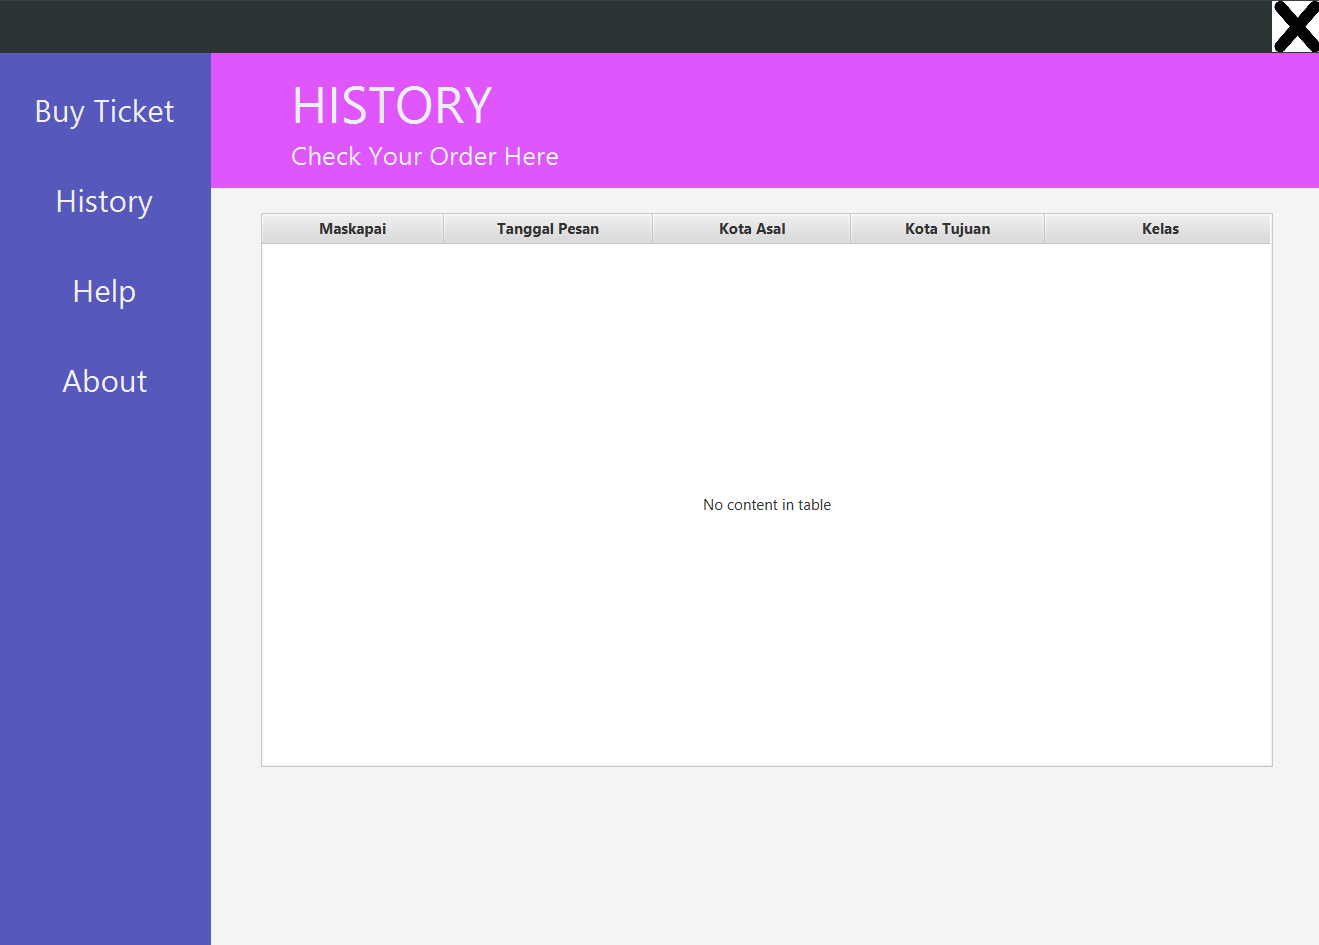 Buy Ticket
History
Help
About
HISTORY
Check Your Order Here
Maskapai Tanggal Pesan Kota Asal Kota Tujuan Kelas
No content in table